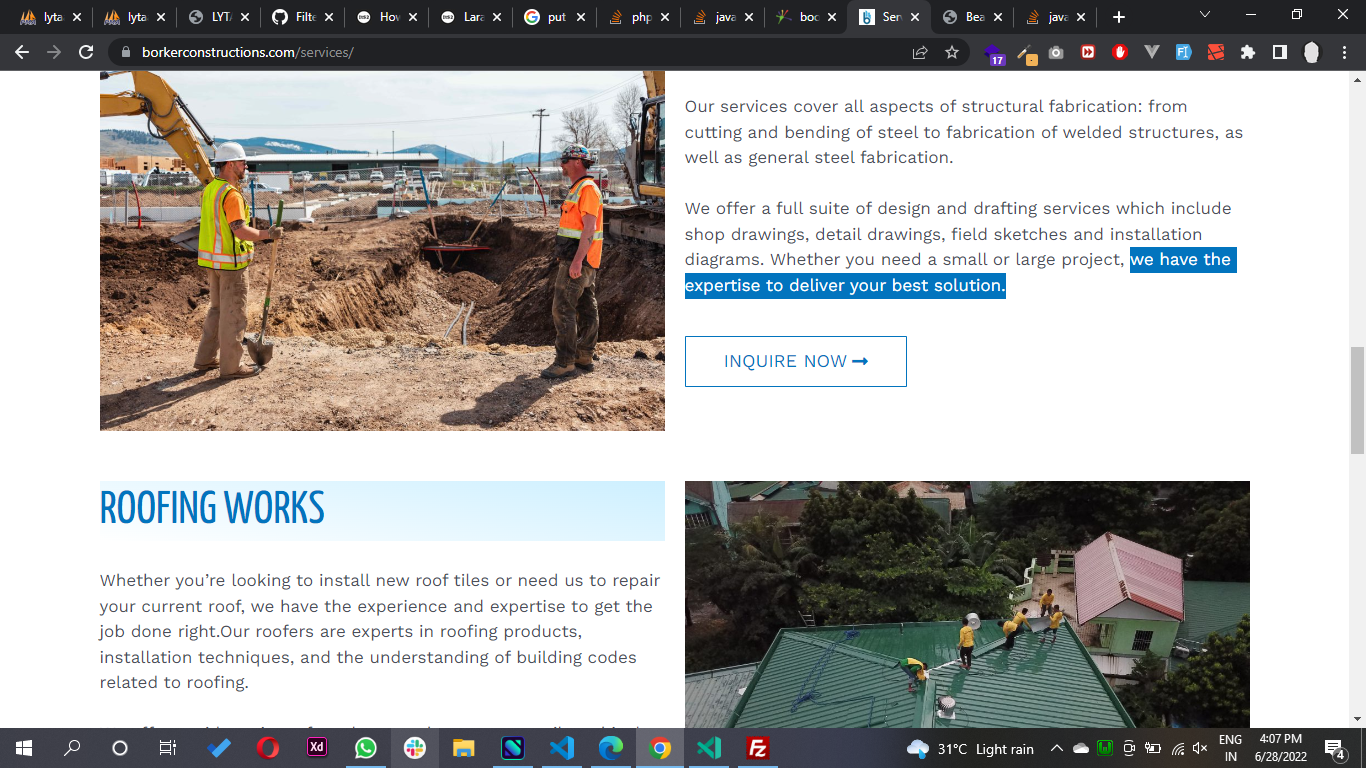 lyta
lyta
LYTA
Filte
How
Lara
put
php
java
boc
Serv
Bea
java
borkerconstructions.com/services/
17
Our services cover all aspects of structural fabrication: from
cutting and bending of steel to fabrication of welded structures, as
well as general steel fabrication.
We offer a full suite of design and drafting services which include
shop drawings, detail drawings, field sketches and installation
diagrams. Whether you need a small or large project, we have the
expertise to deliver your best solution.
INQUIRE NOW
ROOFING WORKS
Whether you’re looking to install new roof tiles or need us to repair
your current roof, we have the experience and expertise to get the
job done right.Our roofers are experts in roofing products,
installation techniques, and the understanding of building codes
related to roofing.
Xd
Fz
31°C Light rain
ENG
IN
4:07 PM
6/28/2022
4